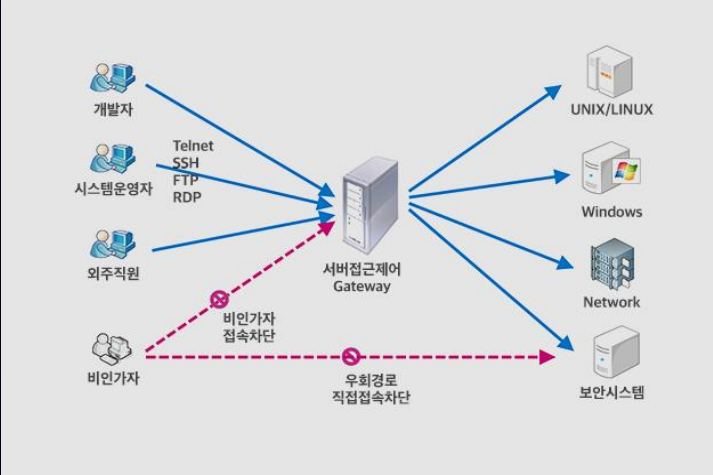 개발자
시스템운영자
외주직원
비인가자
Telnet
SSH
FTP
RDP
서버접근제어
Gateway
비인가자
접속차단
우회경로
직접접속차단
UNIX/LINUX
Windows
Network
보안시스템